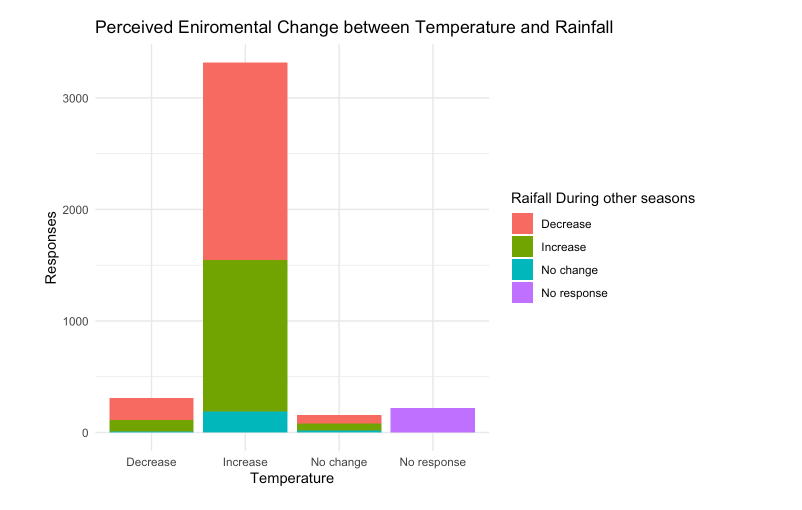 Perceived Eniromental Change between Temperature and Rainfall
3000
2000
1000
0
Responses
Decrease
Increase
No change
No response
Temperature
Raifall During other seasons
Decrease
Increase
No change
No response